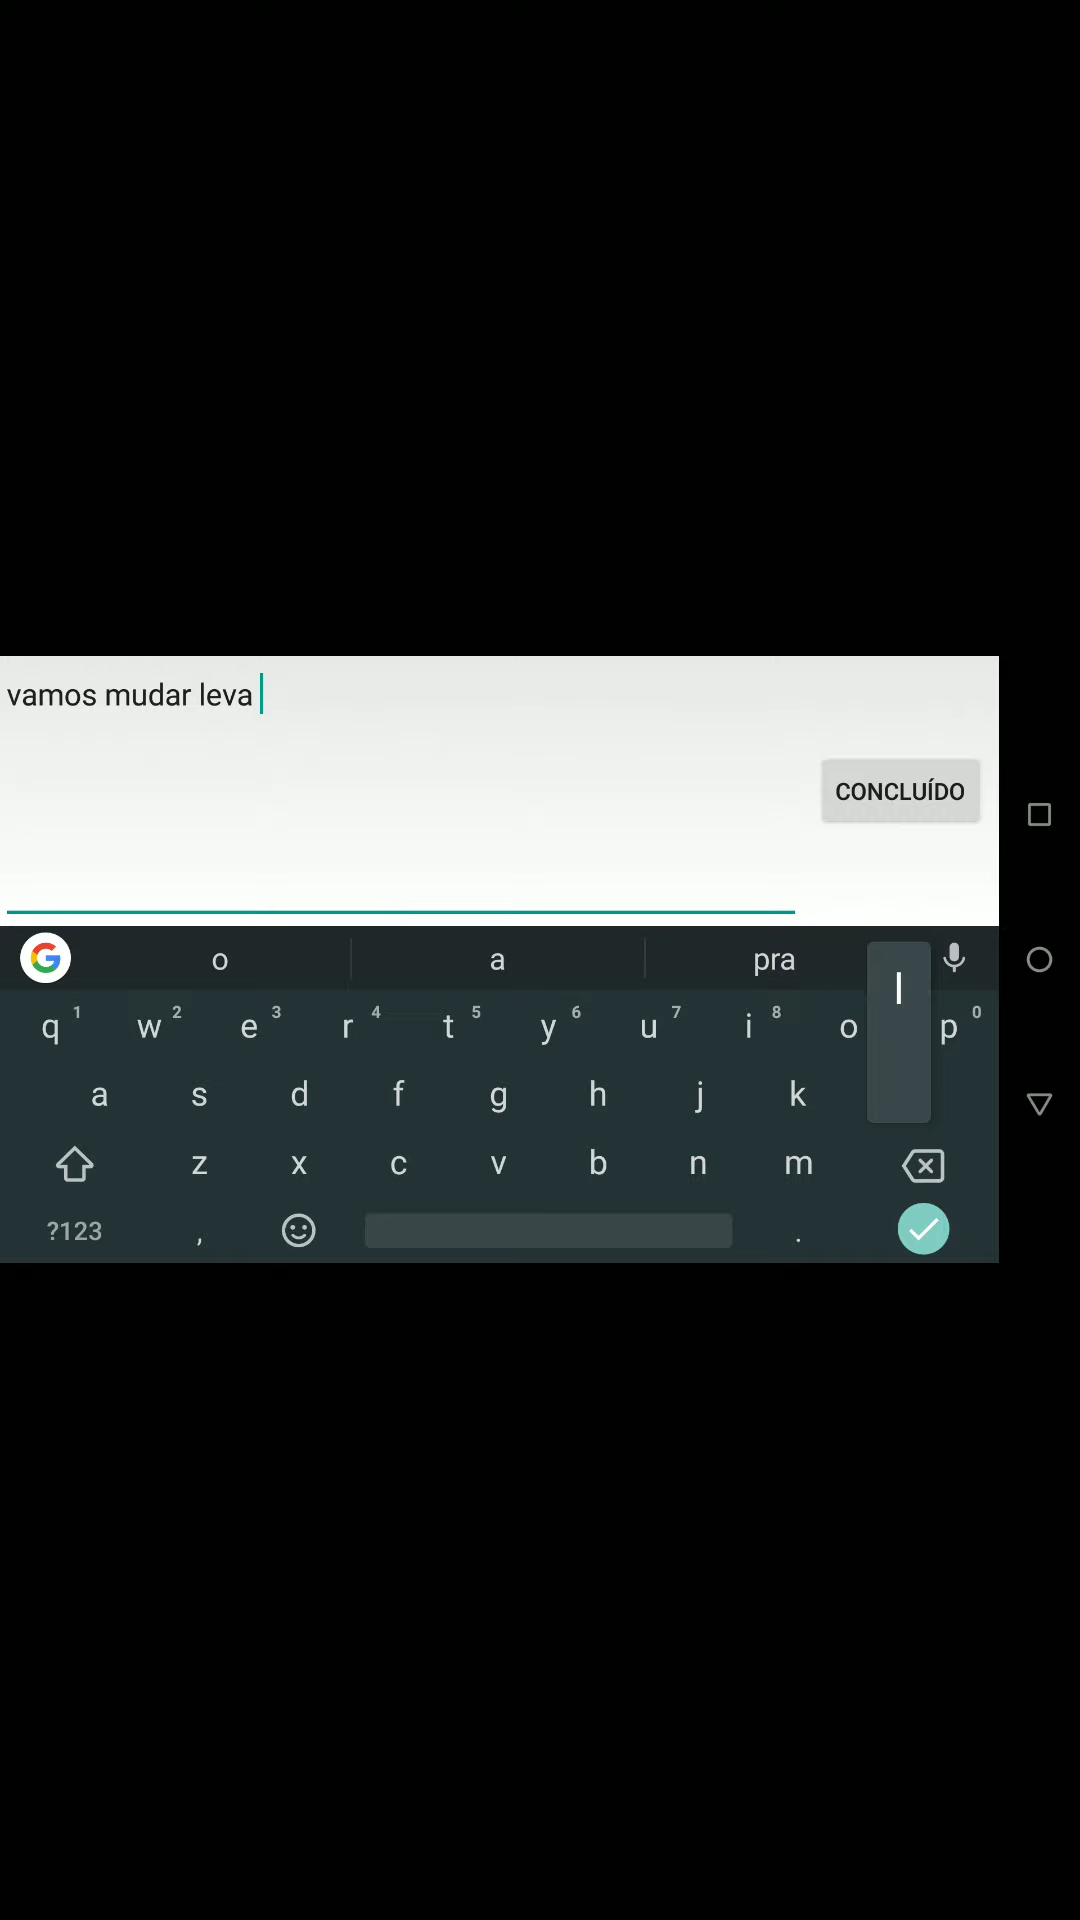 vamos mudar leva
CONCLUÍDO
o a pra
l
q 1 w 2 e 3 r 4 t 5 y 6 u 7 i 8 o p 0
a s d f g h j k
z x c v b n m
?123 , .